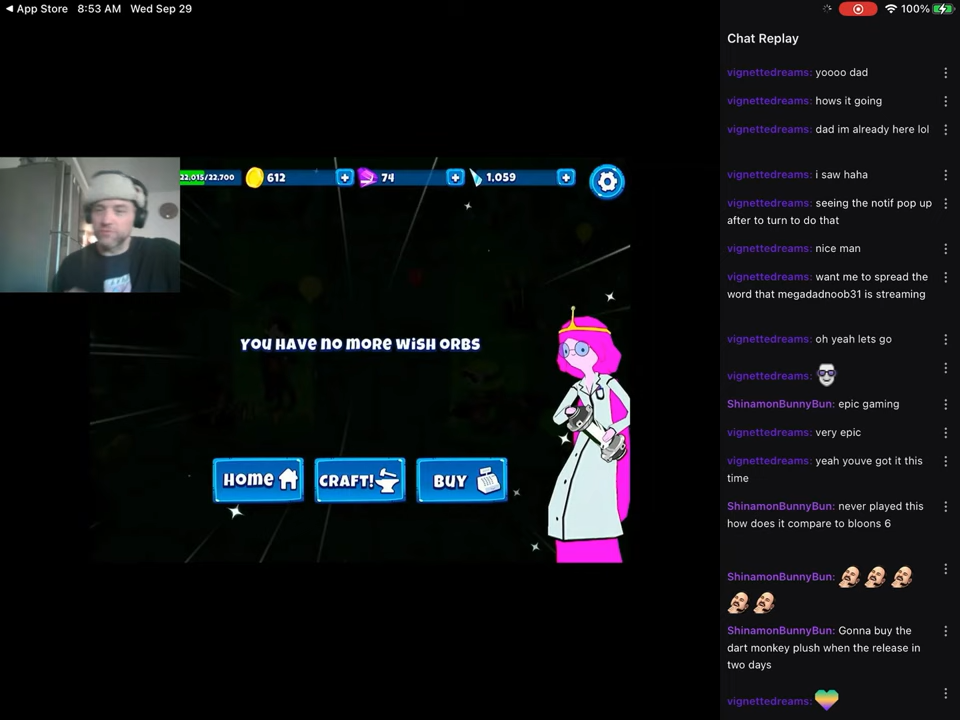 App Store 8:53 AM Wed Sep 29
100%
Chat Replay
22.015/22.700
612
74
1.059
YOU HAVE NO MORE WISH ORBS
HOME
CRAFT!
BUY
vignettedreams: yoooo dad
vignettedreams: hows it going
vignettedreams: dad im already here lol
vignettedreams: i saw haha
vignettedreams: seeing the notif pop up
after to turn to do that
vignettedreams: nice man
vignettedreams: want me to spread the
word that megadadnoob31 is streaming
vignettedreams: oh yeah lets go
vignettedreams:
ShinamonBunnyBun: epic gaming
vignettedreams: very epic
vignettedreams: yeah youve got it this
time
ShinamonBunnyBun: never played this
how does it compare to bloons 6
ShinamonBunnyBun:
ShinamonBunnyBun: Gonna buy the
dart monkey plush when the release in
two days
vignettedreams: